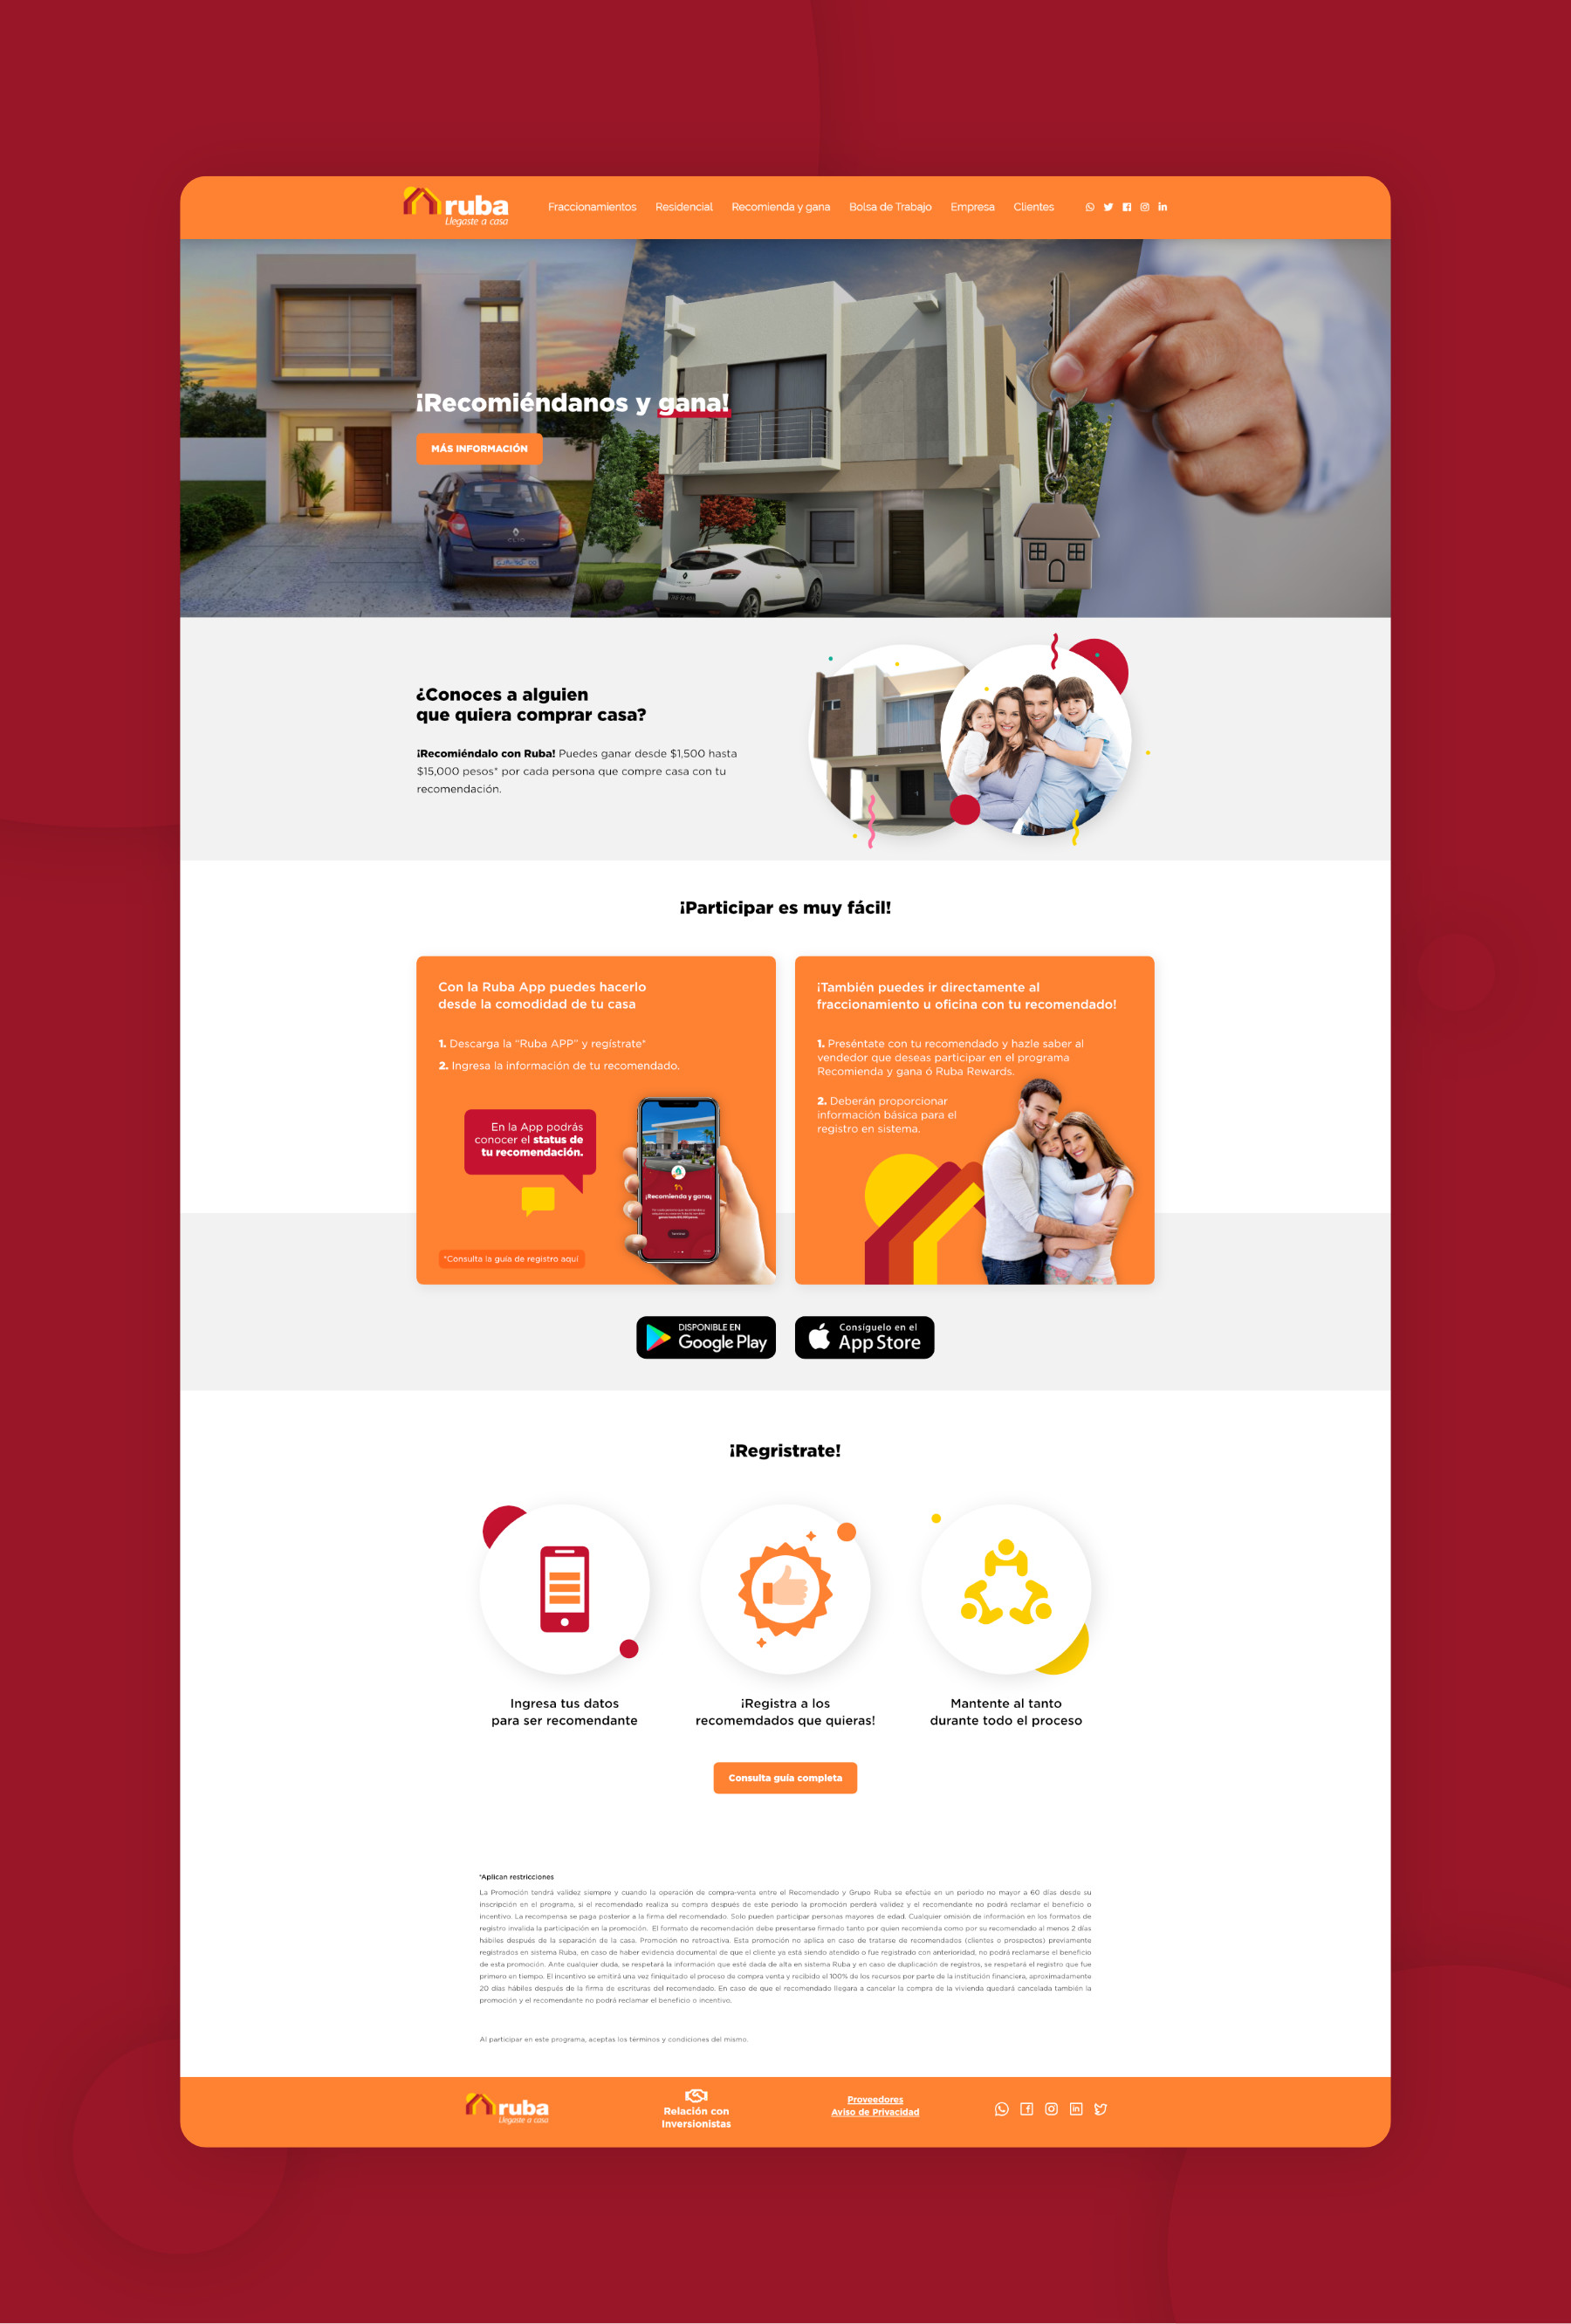 ruba
Llegaste a casa
Fraccionamientos Residencial Recomienda y gana Bolsa de Trabajo Empresa Clientes
¡Recomiéndanos y gana!
MÁS INFORMACIÓN
CLIO
¿Conoces a alguien
que quiera comprar casa?
¡Recomiéndalo con Ruba! Puedes ganar desde $1,500 hasta
$15,000 pesos* por cada persona que compre casa con tu
recomendación.
¡Participar es muy fácil!
Con la Ruba App puedes hacerlo
desde la comodidad de tu casa
1. Descarga la "Ruba APP" y regístrate*
2. Ingresa la información de tu recomendado.
En la App podrás
conocer el status de
tu recomendación.
¡Recomienda y gana¡
*Consulta la guía de registro aquí
¡También puedes ir directamente al
fraccionamiento u oficina con tu recomendado!
1. Preséntate con tu recomendado y hazle saber al
vendedor que deseas participar en el programa
Recomienda y gana ó Ruba Rewards.
2. Deberán proporcionar
información básica para el
registro en sistema.
DISPONIBLE EN
Google Play
Consíguelo en el
App Store
¡Regristrate!
Ingresa tus datos
para ser recomendante
¡Registra a los
recomemdados que quieras!
Mantente al tanto
durante todo el proceso
Consulta guía completa
*Aplican restricciones
La Promoción tendrá validez siempre y cuando la operación de compra-venta entre el Recomendado y Grupo Ruba se efectúe en un periodo no mayor a 60 días desde su
inscripción en el programa, si el recomendado realiza su compra después de este periodo la promoción perderá validez y el recomendante no podrá reclamar el beneficio o
incentivo. La recompensa se paga posterior a la firma del recomendado. Solo pueden participar personas mayores de edad. Cualquier omisión de información en los formatos de
registro invalida la participación en la promoción. El formato de recomendación debe presentarse firmado tanto por quien recomienda como por su recomendado al menos 2 días
hábiles después de la separación de la casa. Promoción no retroactiva. Esta promoción no aplica en caso de tratarse de recomendados (clientes o prospectos) previamente
registrados en sistema Ruba, en caso de haber evidencia documental de que el cliente ya está siendo atendido o fue registrado con anterioridad, no podrá reclamarse el beneficio
de esta promoción. Ante cualquier duda, se respetará la información que esté dada de alta en sistema Ruba y en caso de duplicación de registros, se respetará el registro que fue
primero en tiempo. El incentivo se emitirá una vez finiquitado el proceso de compra venta y recibido el 100% de los recursos por parte de la institución financiera, aproximadamente
20 días hábiles después de la firma de escrituras del recomendado. En caso de que el recomendado llegara a cancelar la compra de la vivienda quedará cancelada también la
promoción y el recomendante no podrá reclamar el beneficio o incentivo.
Al participar en este programa, aceptas los términos y condiciones del mismo.
ruba
Llegaste a casa
Relación con
Inversionistas
Proveedores
Aviso de Privacidad